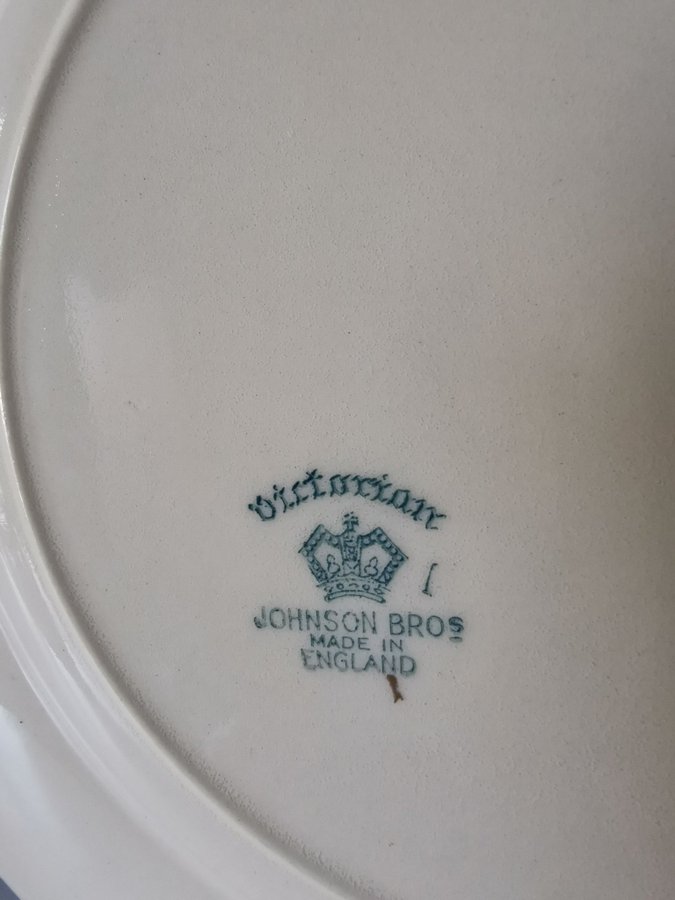 Victorian
I
JOHNSON BROS
MADE IN
ENGLAND